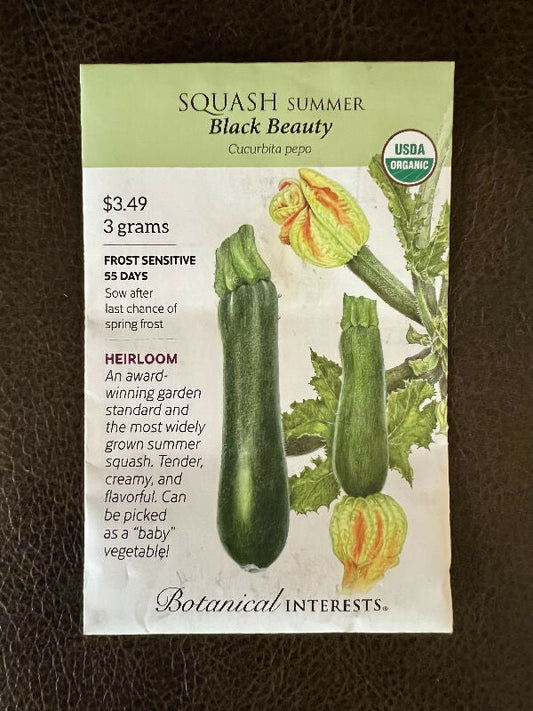 SQUASH SUMMER
Black Beauty
Cucurbita pepo
USDA
ORGANIC
$3.49
3 grams
FROST SENSITIVE
55 DAYS
Sow after
last chance of
spring frost
HEIRLOOM
An award-
winning garden
standard and
the most widely
grown summer
squash. Tender,
creamy, and
flavorful. Can
be picked
as a "baby"
vegetable!
Botanical INTERESTS®